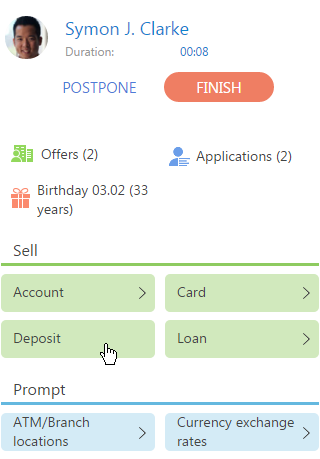 Symon J. Clarke
Duration: 00:08
POSTPONE FINISH
Offers (2) Applications (2)
Birthday 03.02 (33
years)
Sell
Account Card
Deposit Loan
Prompt
ATM/Branch
locations
Currency exchange
rates